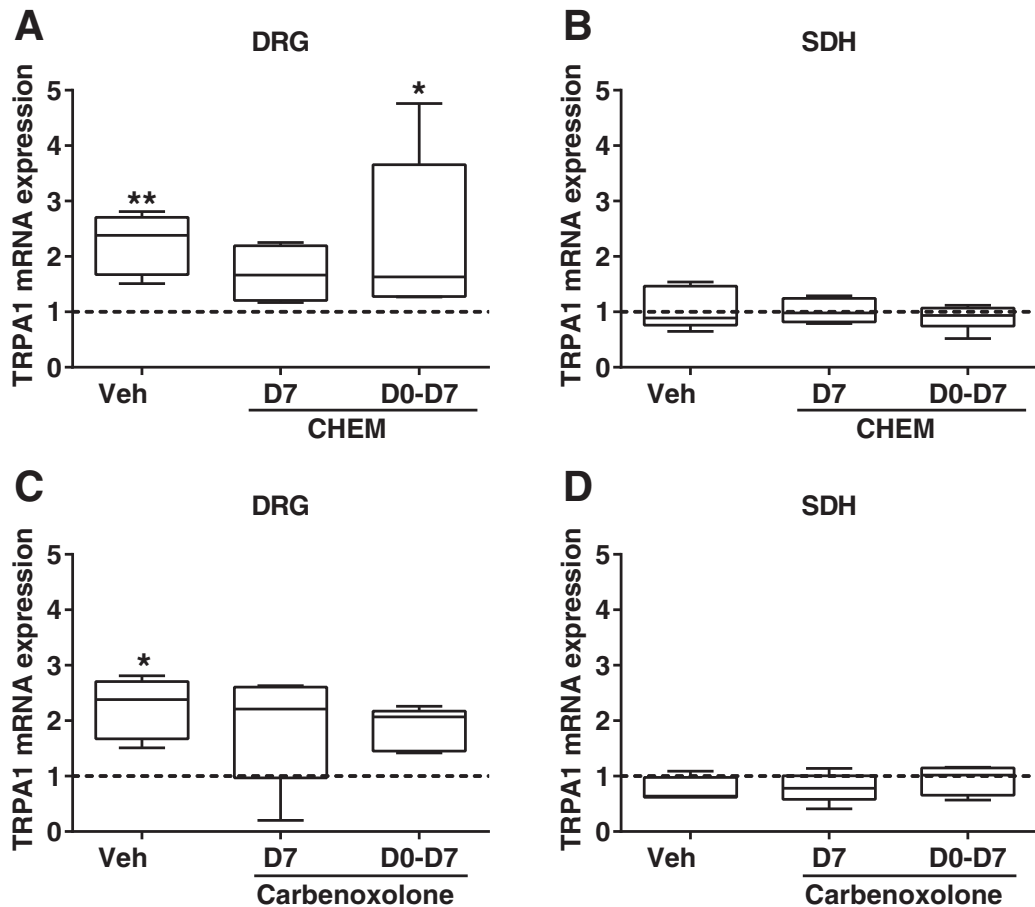 A
DRG
TRPA1 mRNA expression
5
4
3
2
1
0
**
*
Veh
D7
D0-D7
CHEM
B
SDH
TRPA1 mRNA expression
5
4
3
2
1
0
Veh
D7
D0-D7
CHEM
C
DRG
TRPA1 mRNA expression
5
4
3
2
1
0
*
Veh
D7
D0-D7
Carbenoxolone
D
SDH
TRPA1 mRNA expression
5
4
3
2
1
0
Veh
D7
D0-D7
Carbenoxolone